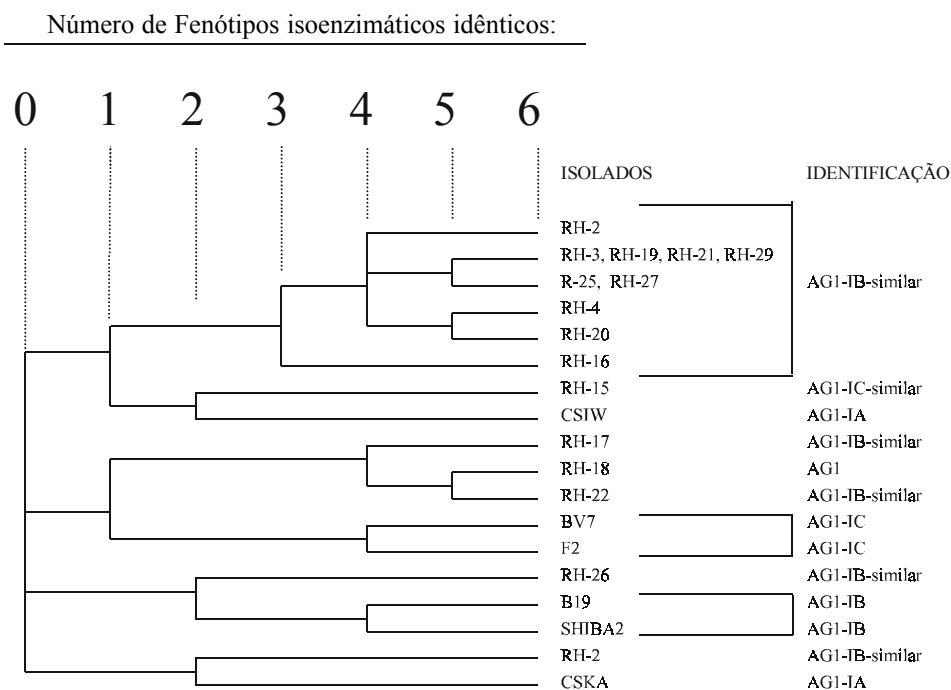 Número de Fenótipos isoenzimáticos idênticos:
0 1 2 3 4 5 6
ISOLADOS IDENTIFICAÇÃO
RH-2
RH-3, RH-19, RH-21, RH-29
R-25, RH-27 AG1-IB-similar
RH-4
RH-20
RH-16
RH-15 AG1-IC-similar
CSIW AG1-IA
RH-17 AG1-IB-similar
RH-18 AG1
RH-22 AG1-IB-similar
BV7 AG1-IC
F2 AG1-IC
RH-26 AG1-IB-similar
B19 AG1-IB
SHIBA2 AG1-IB
RH-2 AG1-IB-similar
CSKA AG1-IA